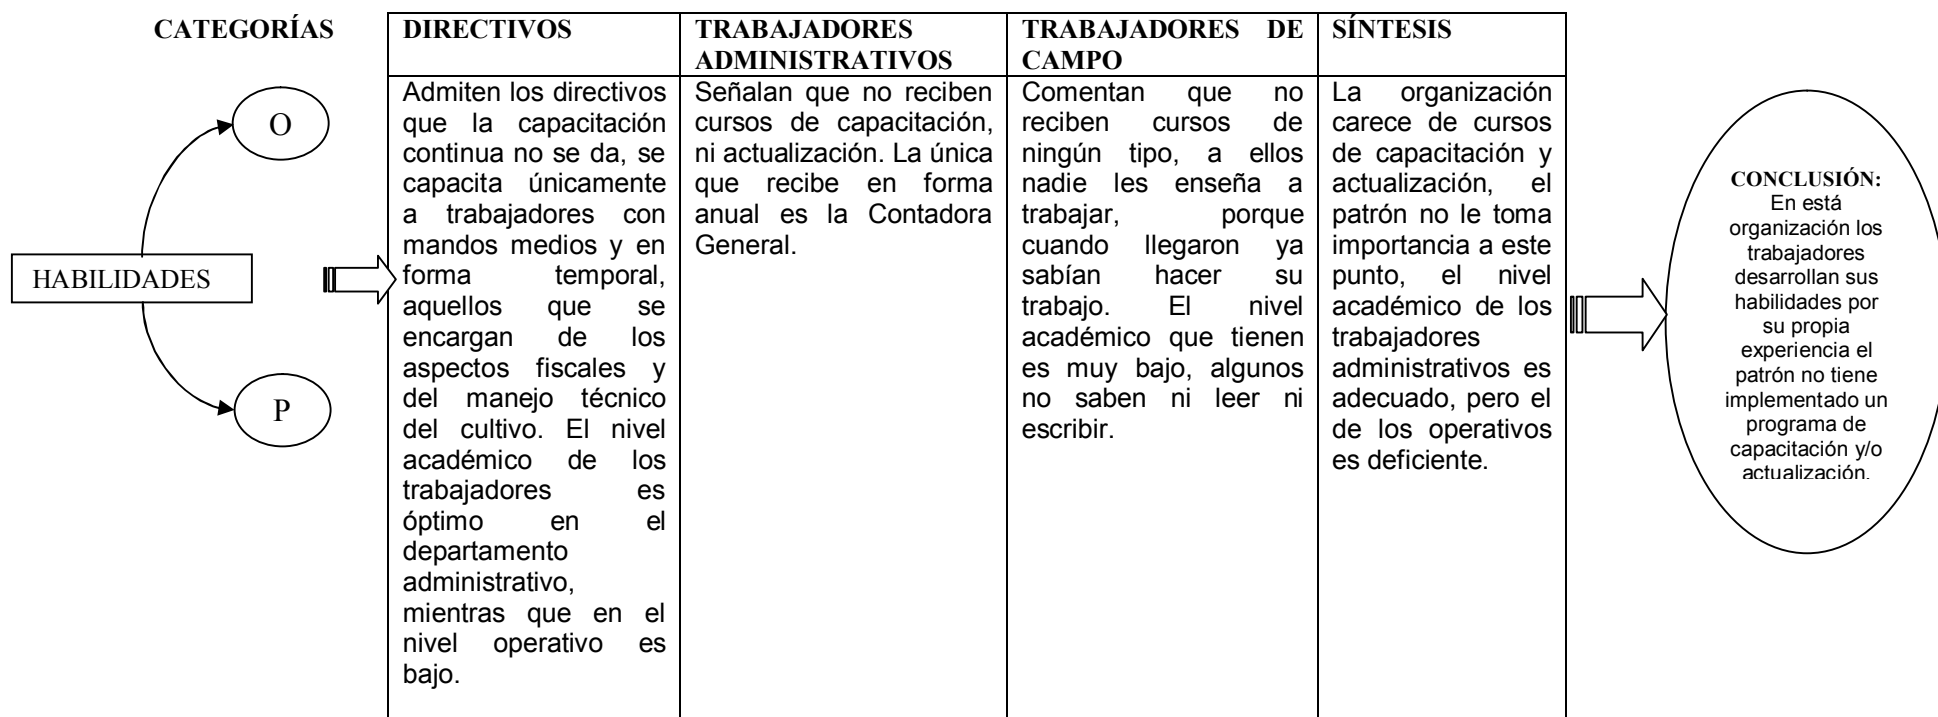 CATEGORÍAS
O
HABILIDADES
P
DIRECTIVOS
Admiten los directivos
que la capacitación
continua no se da, se
capacita únicamente
a trabajadores con
mandos medios y en
forma temporal,
aquellos que se
encargan de los
aspectos fiscales y
del manejo técnico
del cultivo. El nivel
académico de los
trabajadores es
óptimo en el
departamento
administrativo,
mientras que en el
nivel operativo es
bajo.
TRABAJADORES
ADMINISTRATIVOS
Señalan que no reciben
cursos de capacitación,
ni actualización. La única
que recibe en forma
anual es la Contadora
General.
TRABAJADORES DE
CAMPO
Comentan que no
reciben cursos de
ningún tipo, a ellos
nadie les enseña a
trabajar, porque
cuando llegaron ya
sabían hacer su
trabajo. El nivel
académico que tienen
es muy bajo, algunos
no saben ni leer ni
escribir.
SÍNTESIS
La organización
carece de cursos
de capacitación y
actualización, el
patrón no le toma
importancia a este
punto, el nivel
académico de los
trabajadores
administrativos es
adecuado, pero el
de los operativos
es deficiente.
CONCLUSIÓN:
En está
organización los
trabajadores
desarrollan sus
habilidades por
su propia
experiencia el
patrón no tiene
implementado un
programa de
capacitación y/o
actualización.